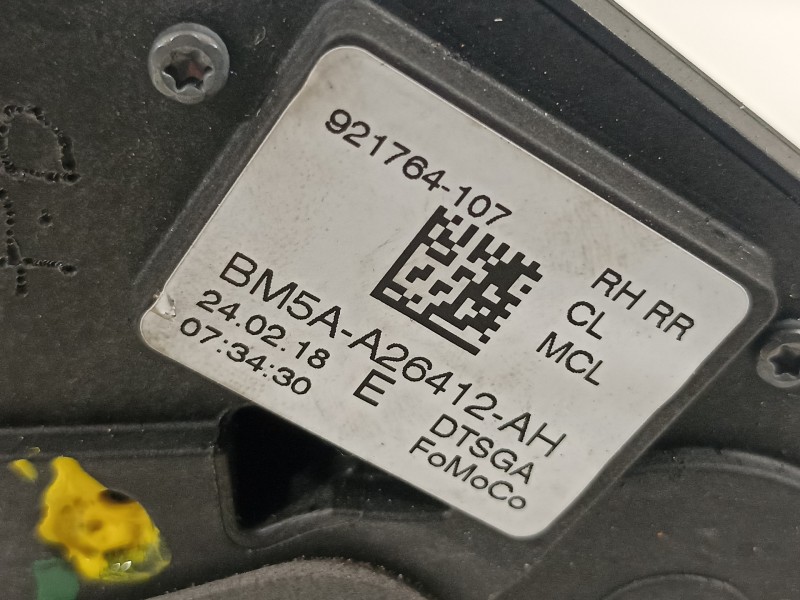 921764-107
RH RR
CL
MCL
BM5A-A26412-AH
24.02.18
07:34:30
E
DTSGA
FoMoCo